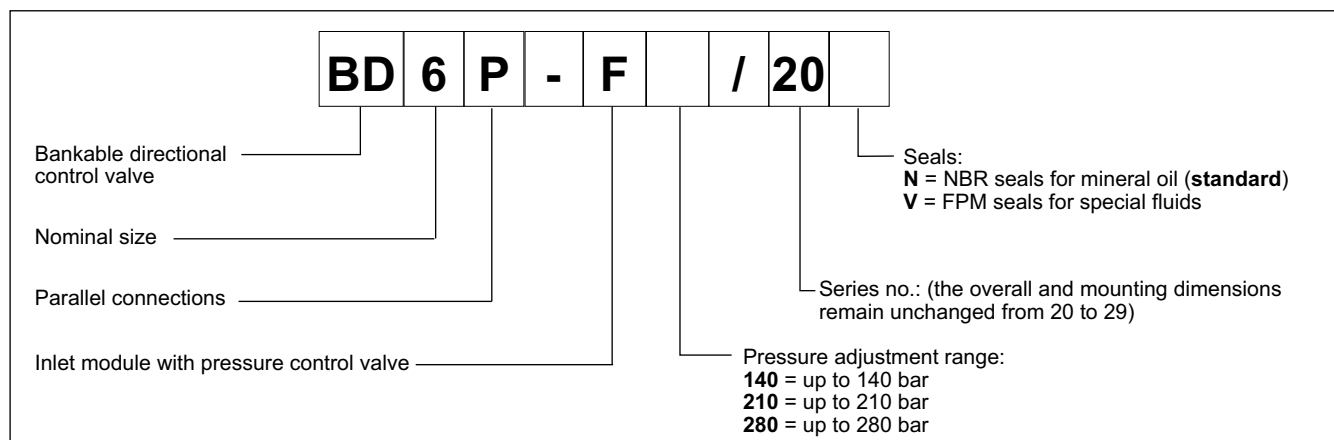 BD 6 P - F / 20
Bankable directional
control valve
Nominal size
Parallel connections
Inlet module with pressure control valve
Seals:
N = NBR seals for mineral oil (standard)
V = FPM seals for special fluids
Series no.: (the overall and mounting dimensions
remain unchanged from 20 to 29)
Pressure adjustment range:
140 = up to 140 bar
210 = up to 210 bar
280 = up to 280 bar